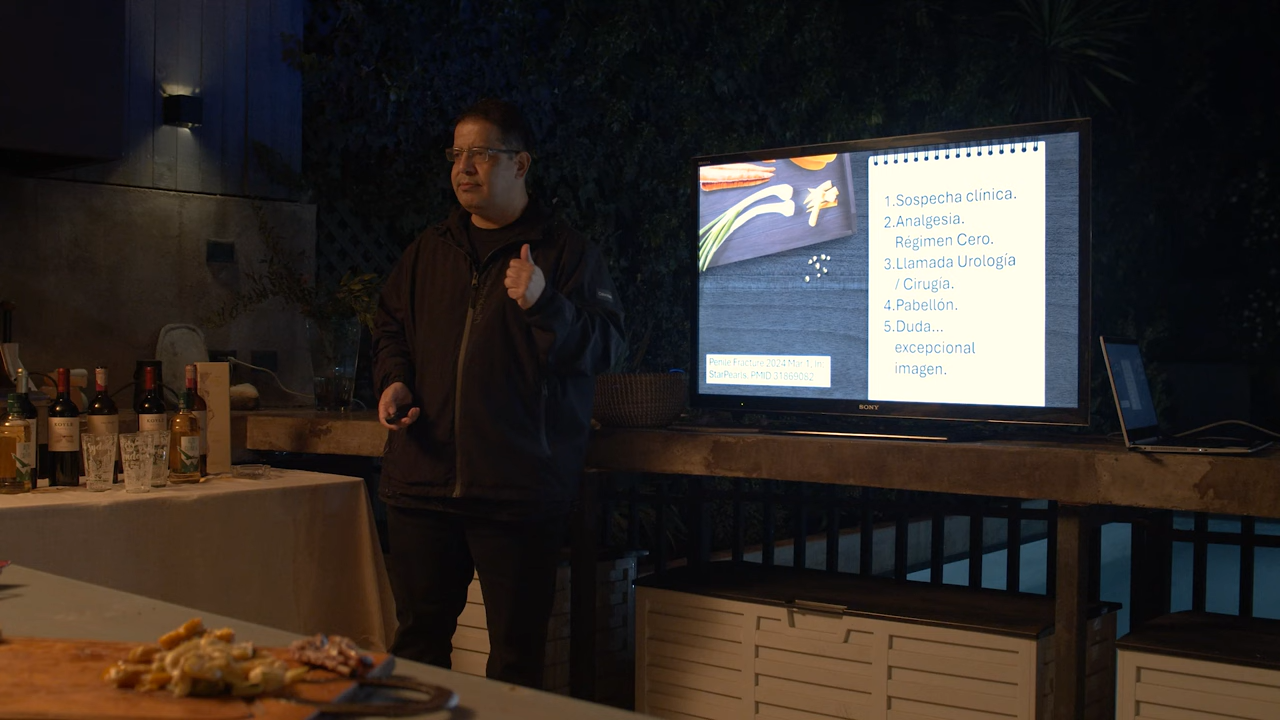 1.Sospecha clínica.
2.Analgesia.
Régimen Cero.
3.Llamada Urología
/ Cirugía.
4.Pabellón.
5.Duda...
excepcional
imagen.
Penile Fracture 2024 Mar 1. In:
StarPearls. PMID 31869062
SONY